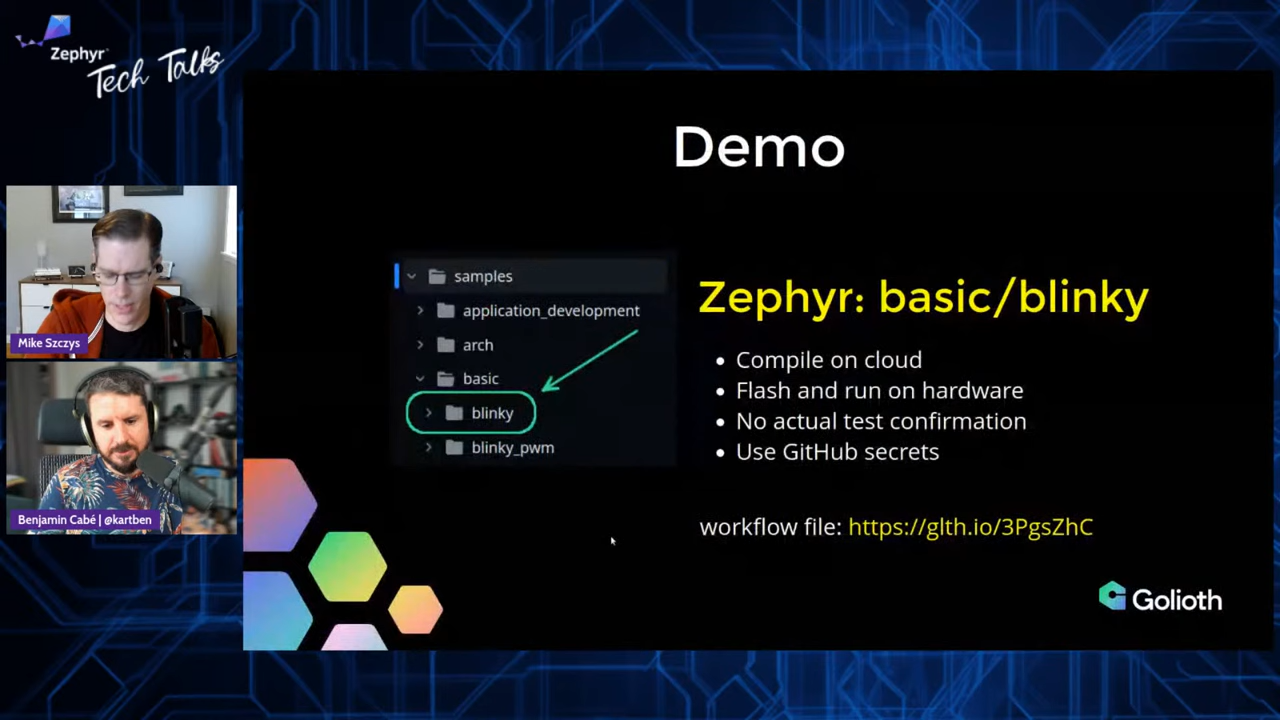 Zephyr™
Tech Talks
Demo
samples
application_development
arch
basic
blinky
blinky_pwm
Zephyr: basic/blinky
• Compile on cloud
• Flash and run on hardware
• No actual test confirmation
• Use GitHub secrets
workflow file: https://glth.io/3PgsZhC
Golioth
Mike Szczys
Benjamin Cabé | @kartben